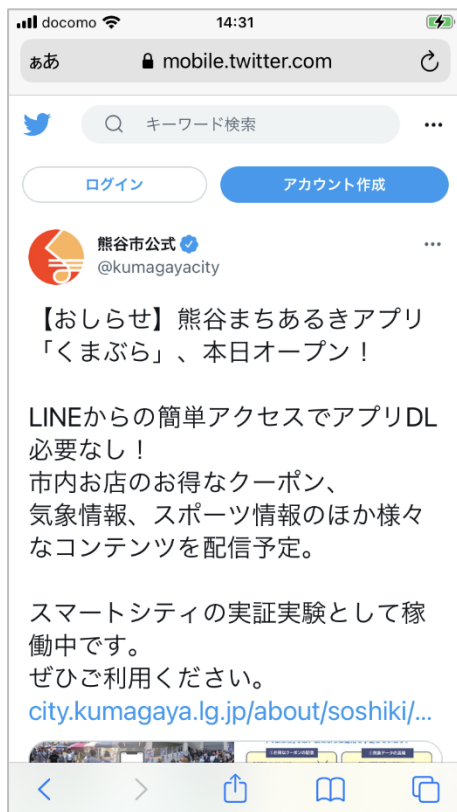 docomo 14:31
ぁあ mobile.twitter.com
キーワード検索
ログイン アカウント作成
熊谷市公式
@kumagayacity
【おしらせ】熊谷まちあるきアプリ
「くまぶら」、本日オープン！
LINEからの簡単アクセスでアプリDL
必要なし！
市内お店のお得なクーポン、
気象情報、スポーツ情報のほか様々
なコンテンツを配信予定。
スマートシティの実証実験として稼
働中です。
ぜひご利用ください。
city.kumagaya.lg.jp/about/soshiki/...